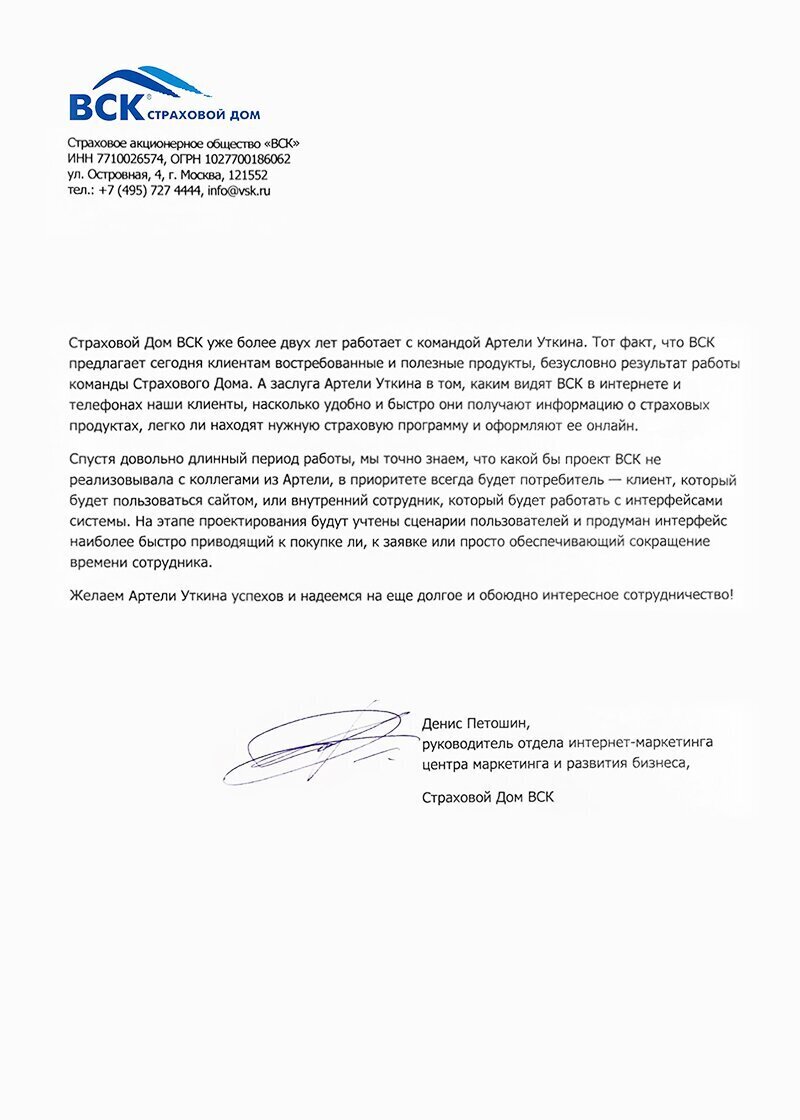 ВСК® СТРАХОВОЙ ДОМ
Страховое акционерное общество «ВСК»
ИНН 7710026574, ОГРН 1027700186062
ул. Островная, 4, г. Москва, 121552
тел.: +7 (495) 727 4444, info@vsk.ru
Страховой Дом ВСК уже более двух лет работает с командой Артели Уткина. Тот факт, что ВСК
предлагает сегодня клиентам востребованные и полезные продукты, безусловно результат работы
команды Страхового Дома. А заслуга Артели Уткина в том, каким видят ВСК в интернете и
телефонах наши клиенты, насколько удобно и быстро они получают информацию о страховых
продуктах, легко ли находят нужную страховую программу и оформляют ее онлайн.
Спустя довольно длинный период работы, мы точно знаем, что какой бы проект ВСК не
реализовывала с коллегами из Артели, в приоритете всегда будет потребитель — клиент, который
будет пользоваться сайтом, или внутренний сотрудник, который будет работать с интерфейсами
системы. На этапе проектирования будут учтены сценарии пользователей и продуман интерфейс
наиболее быстро приводящий к покупке ли, к заявке или просто обеспечивающий сокращение
времени сотрудника.
Желаем Артели Уткина успехов и надеемся на еще долгое и обоюдно интересное сотрудничество!
Денис Петошин,
руководитель отдела интернет-маркетинга
центра маркетинга и развития бизнеса,
Страховой Дом ВСК